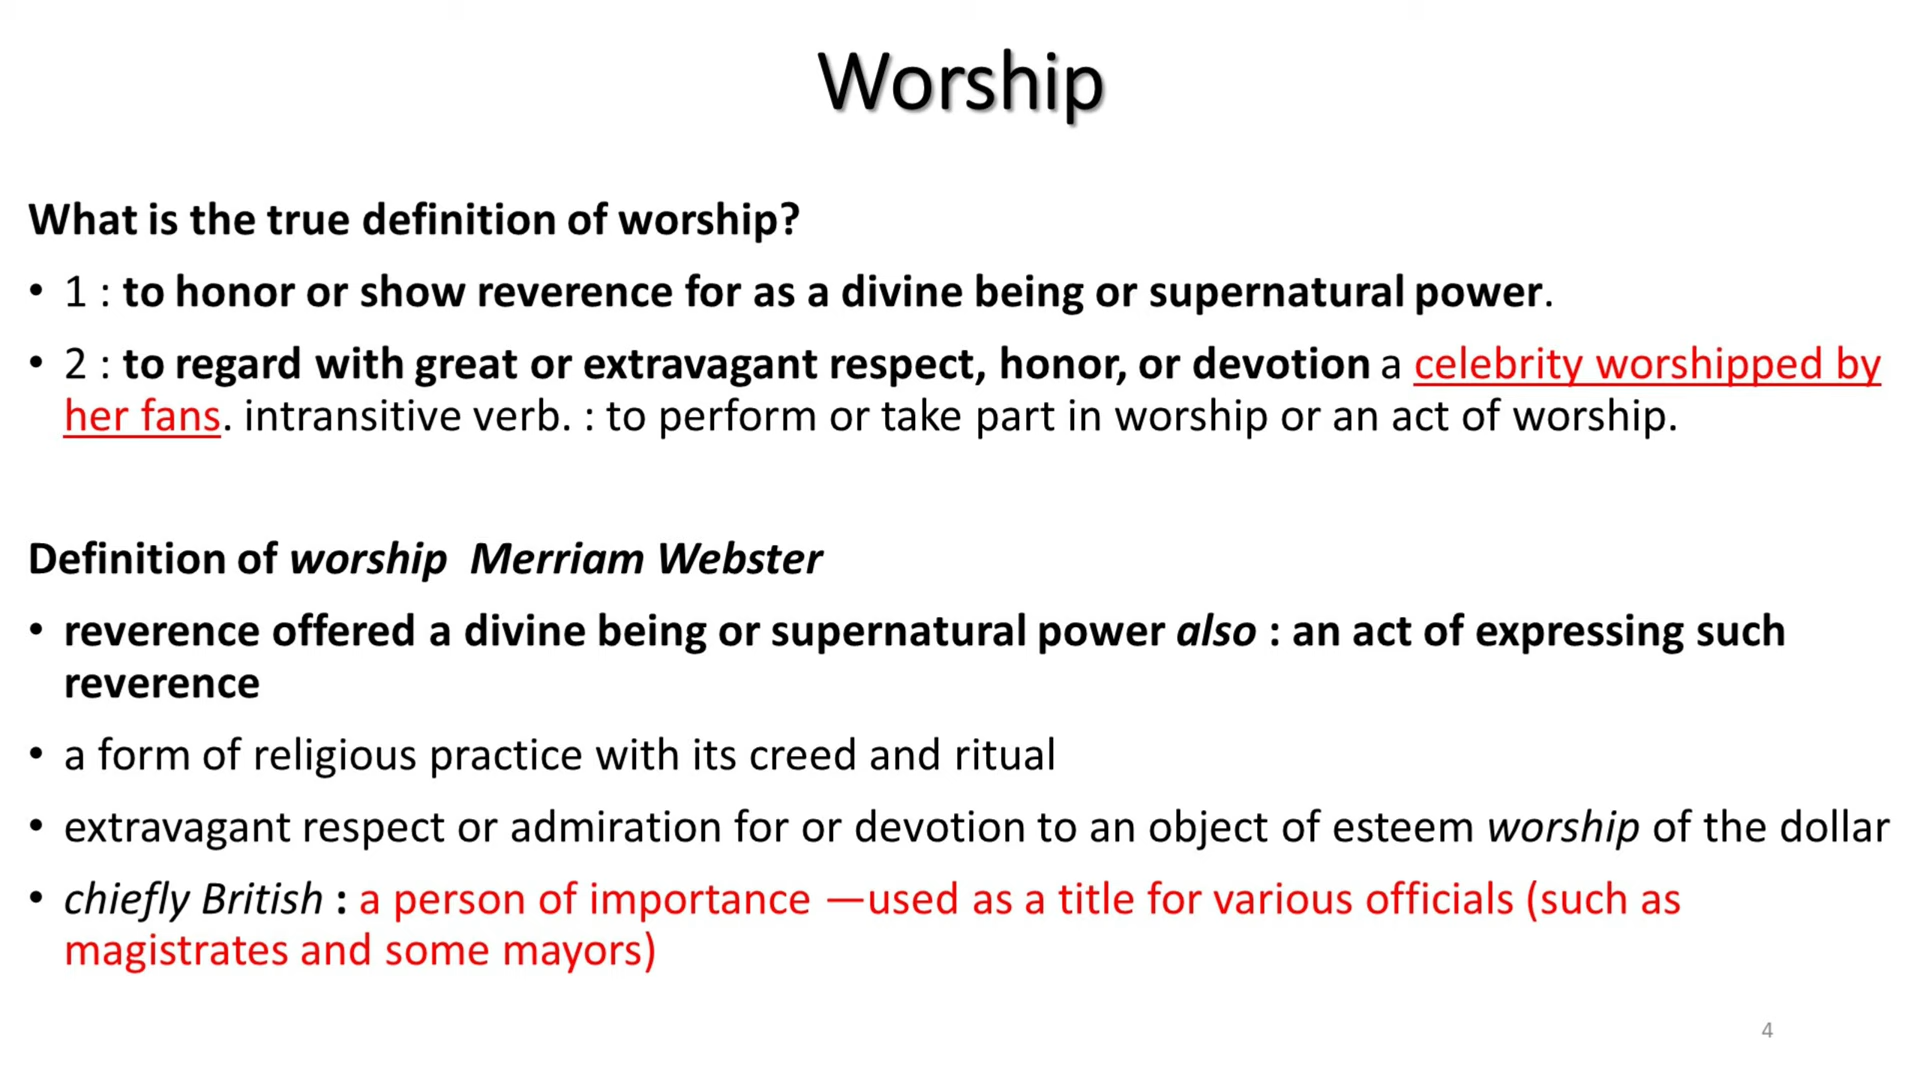 Worship
What is the true definition of worship?
• 1 : to honor or show reverence for as a divine being or supernatural power.
• 2 : to regard with great or extravagant respect, honor, or devotion a celebrity worshipped by
her fans. intransitive verb. : to perform or take part in worship or an act of worship.
Definition of worship  Merriam Webster
• reverence offered a divine being or supernatural power also : an act of expressing such
reverence
• a form of religious practice with its creed and ritual
• extravagant respect or admiration for or devotion to an object of esteem worship of the dollar
• chiefly British : a person of importance —used as a title for various officials (such as
magistrates and some mayors)
4